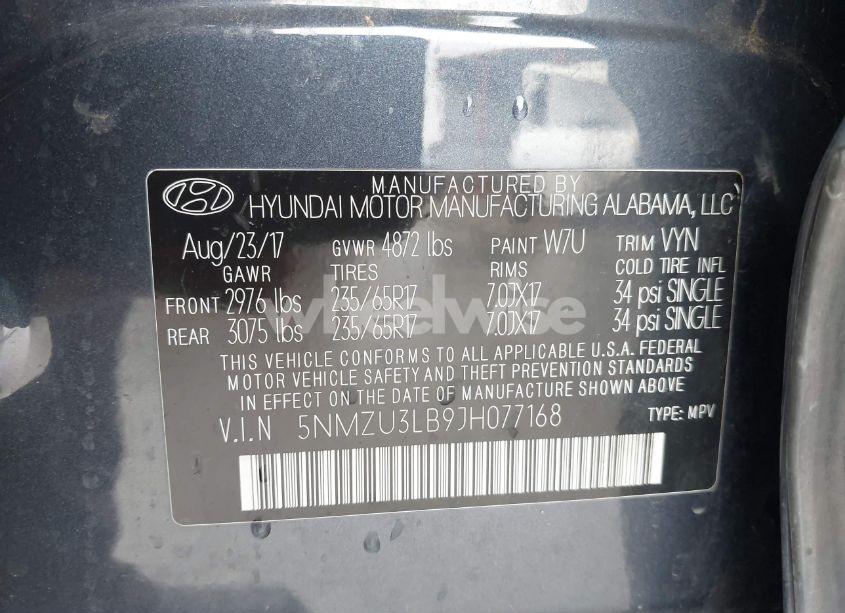 MANUFACTURED BY
HYUNDAI MOTOR MANUFACTURING ALABAMA, LLC
Aug/23/17 GVWR 4872 lbs PAINT W7U TRIM VYN
GAWR TIRES RIMS COLD TIRE INFL
FRONT 2976 lbs 235/65R17 7.0JX17 34 psi SINGLE
REAR 3075 lbs 235/65R17 7.0JX17 34 psi SINGLE
THIS VEHICLE CONFORMS TO ALL APPLICABLE U.S.A. FEDERAL
MOTOR VEHICLE SAFETY AND THEFT PREVENTION STANDARDS
IN EFFECT ON THE DATE OF MANUFACTURE SHOWN ABOVE
V.I.N 5NMZU3LB9JH077168 TYPE: MPV
wheelwise